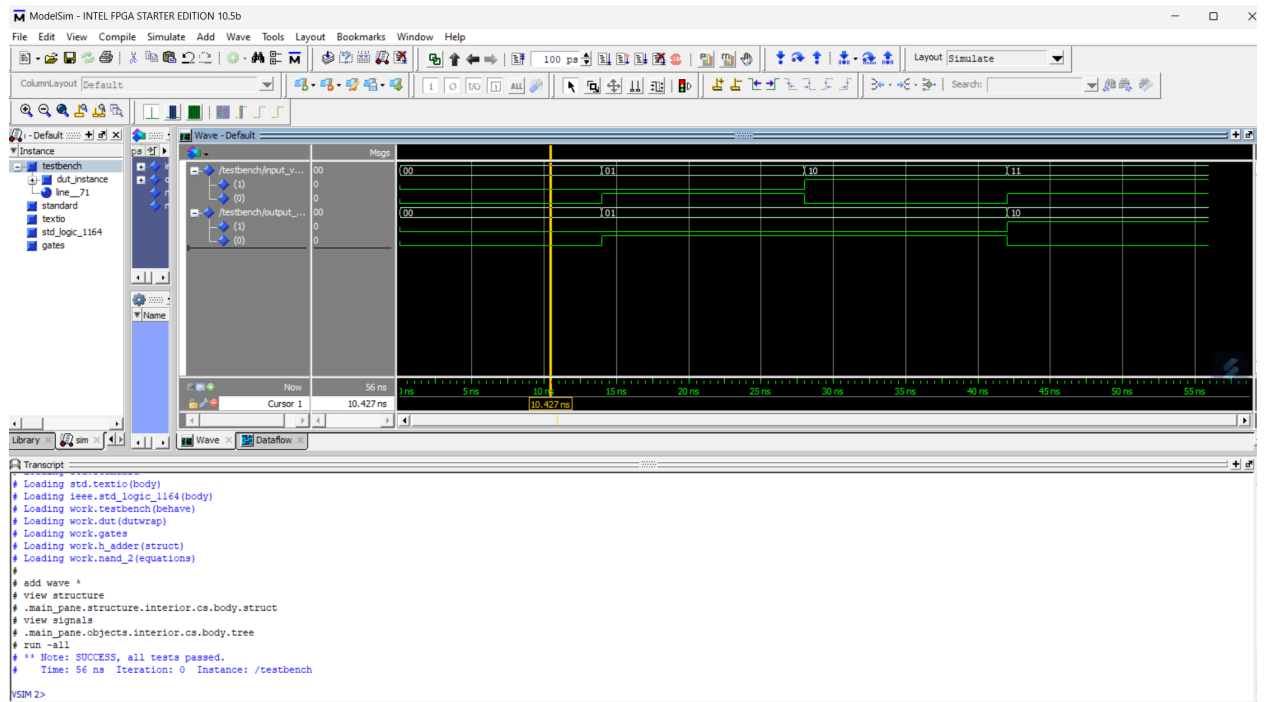 ModelSim - INTEL FPGA STARTER EDITION 10.5b
File Edit View Compile Simulate Add Wave Tools Layout Bookmarks Window Help
100 ps
Layout Simulate
ColumnLayout Default
Search:
- Default
Instance
testbench
dut_instance
line__71
standard
textio
std_logic_1164
gates
ps
Name
Wave - Default
Msgs
/testbench/input_v... 00
(1) 0
(0) 0
/testbench/output_... 00
(1) 0
(0) 0
00 01 10 11
00 01 10
Now 56 ns
Cursor 1 10.427 ns
5 ns 10 ns 15 ns 20 ns 25 ns 30 ns 35 ns 40 ns 45 ns 50 ns 55 ns
10.427 ns
Library sim
Wave Dataflow
Transcript
# Loading std.textio(body)
# Loading ieee.std_logic_1164(body)
# Loading work.testbench(behave)
# Loading work.dut(dutwrap)
# Loading work.gates
# Loading work.h_adder(struct)
# Loading work.nand_2(equations)
#
# add wave *
# view structure
# .main_pane.structure.interior.cs.body.struct
# view signals
# .main_pane.objects.interior.cs.body.tree
# run -all
# ** Note: SUCCESS, all tests passed.
# Time: 56 ns Iteration: 0 Instance: /testbench
VSIM 2>